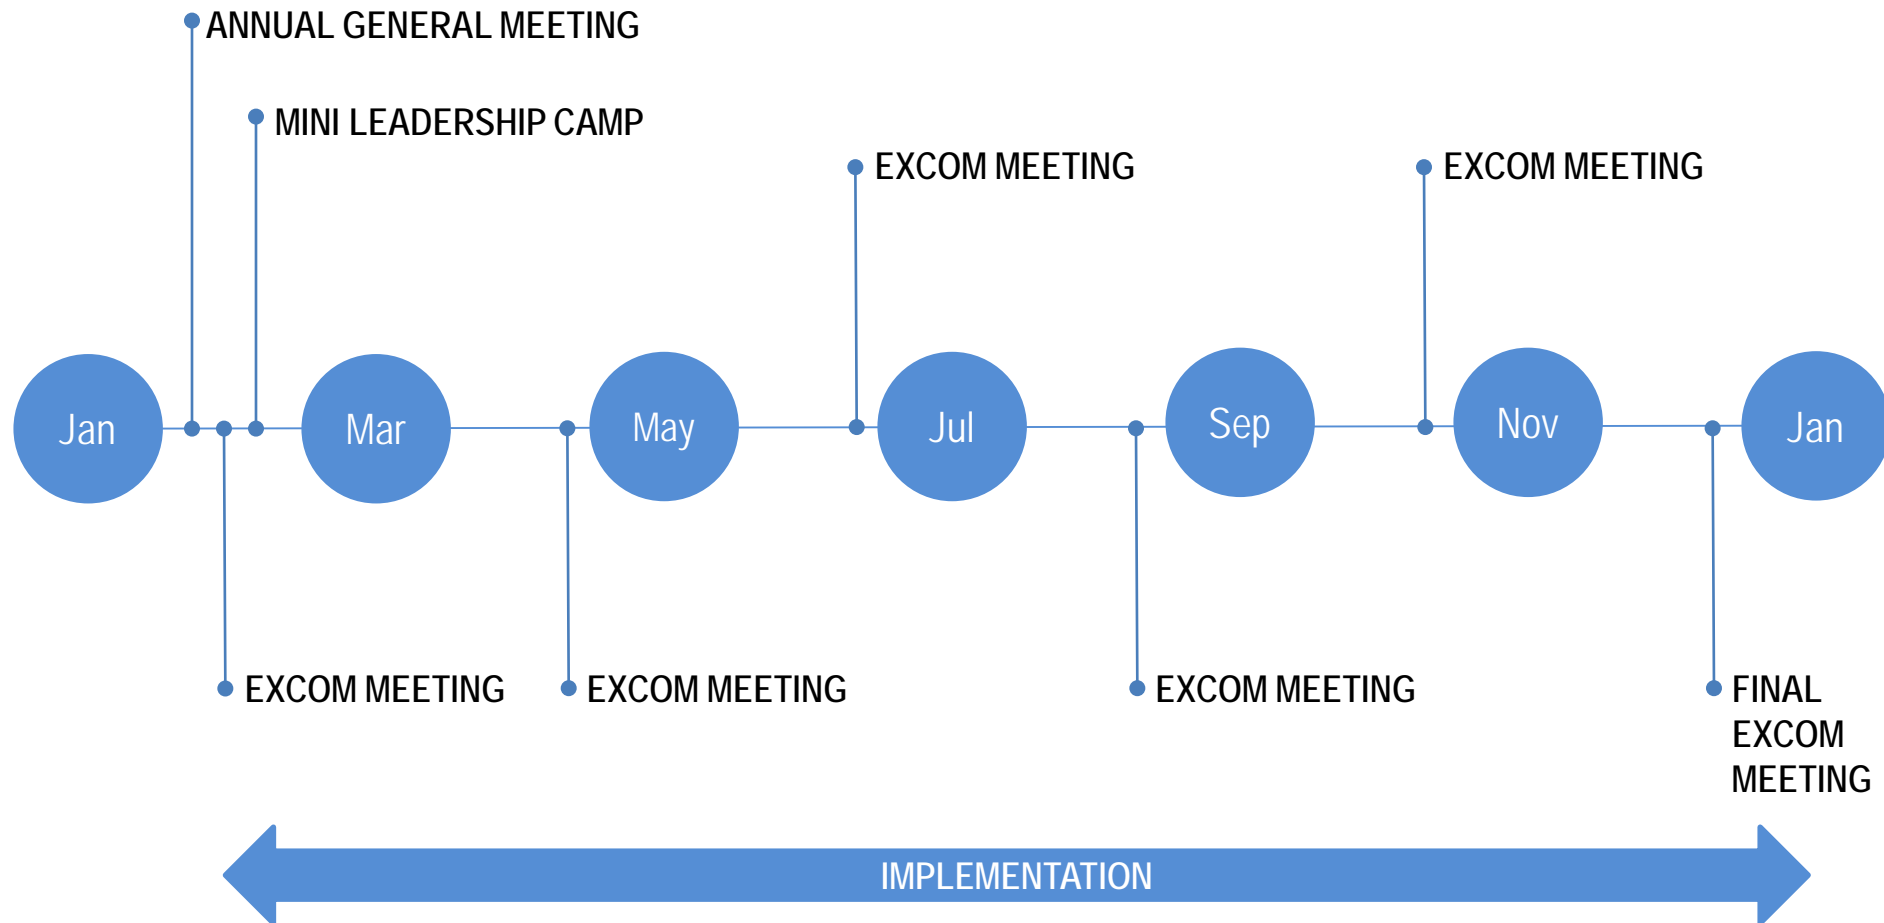 ANNUAL GENERAL MEETING
MINI LEADERSHIP CAMP
EXCOM MEETING
EXCOM MEETING
Jan
Mar
May
Jul
Sep
Nov
Jan
EXCOM MEETING
EXCOM MEETING
EXCOM MEETING
FINAL
EXCOM
MEETING
IMPLEMENTATION